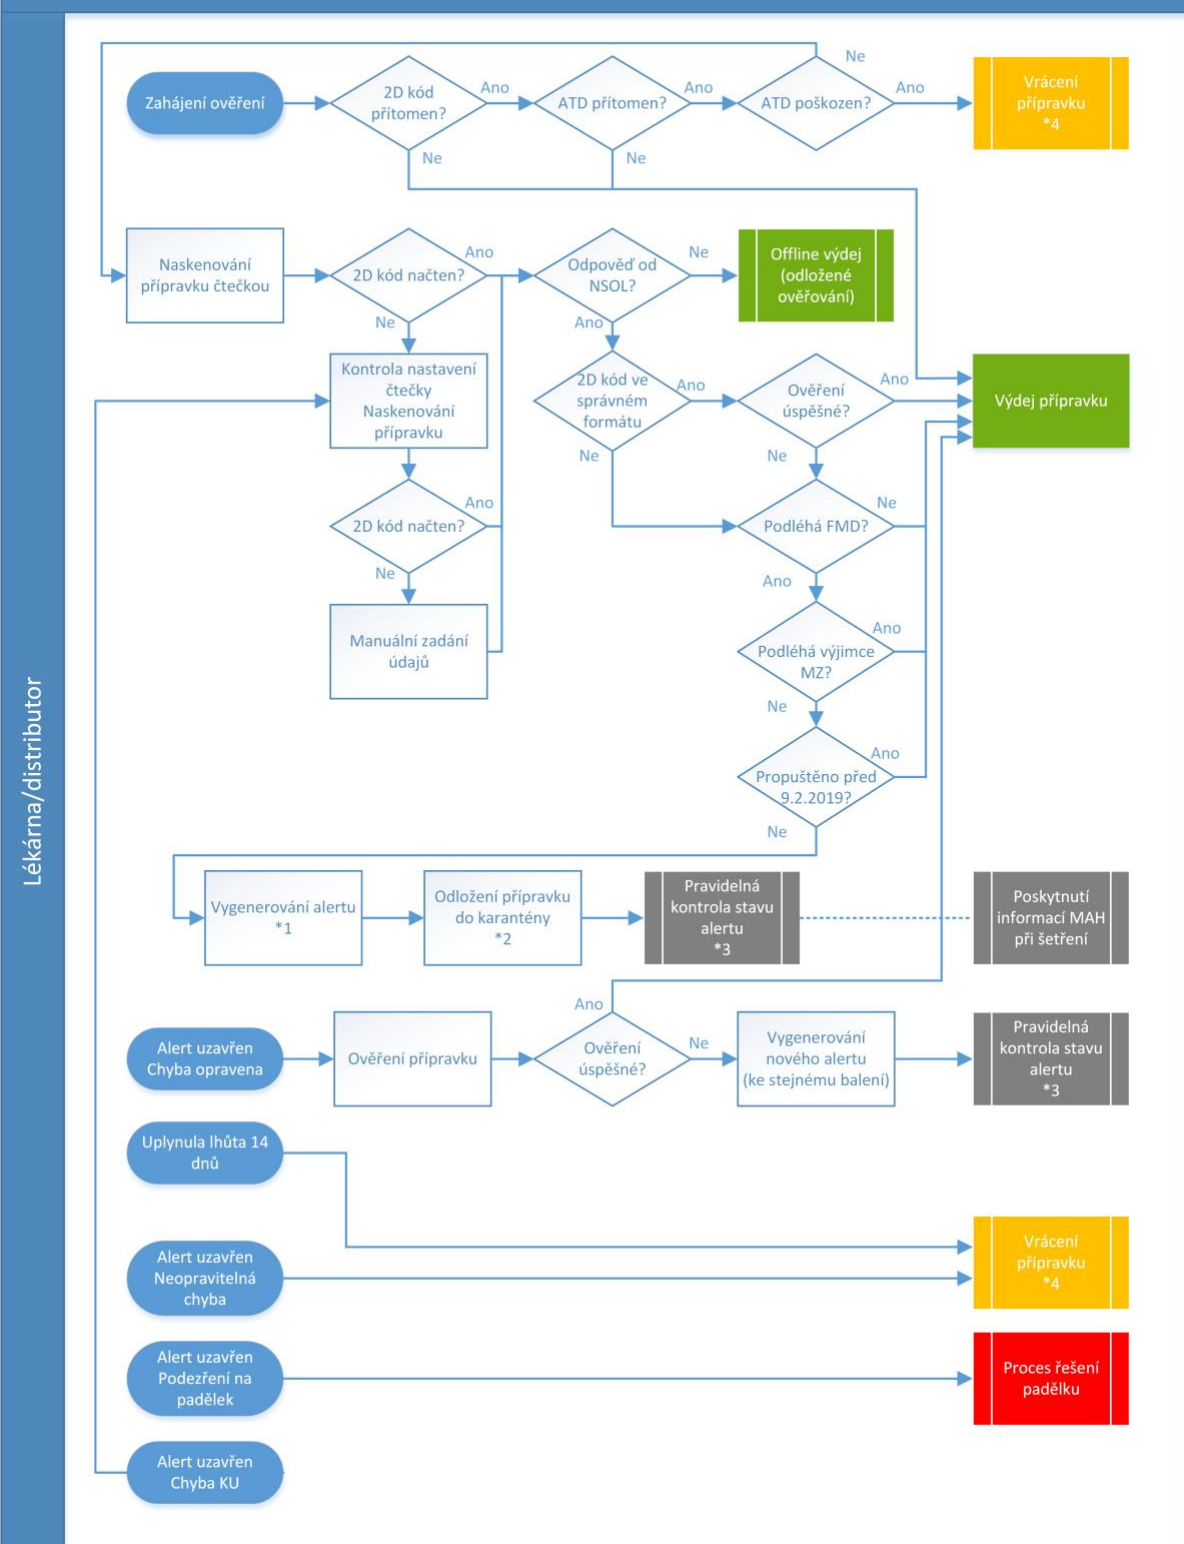 Lékárna/distributor
Zahájení ověření
2D kód
přítomen?
Ano
Ne
ATD přítomen?
Ano
Ne
ATD poškozen?
Ne
Ano
Vrácení
přípravku
*4
Naskenování
přípravku čtečkou
2D kód načten?
Ano
Ne
Odpověď od
NSOL?
Ne
Ano
Offline výdej
(odložené
ověřování)
Kontrola nastavení
čtečky
Naskenování
přípravku
2D kód ve
správném
formátu
Ano
Ne
Ověření
úspěšné?
Ano
Ne
Výdej přípravku
2D kód načten?
Ano
Ne
Podléhá FMD?
Ne
Ano
Manuální zadání
údajů
Podléhá výjimce
MZ?
Ano
Ne
Propuštěno před
9.2.2019?
Ano
Ne
Vygenerování alertu
*1
Odložení přípravku
do karantény
*2
Pravidelná
kontrola stavu
alertu
*3
Poskytnutí
informací MAH
při šetření
Alert uzavřen
Chyba opravena
Ověření přípravku
Ano
Ověření
úspěšné?
Ne
Vygenerování
nového alertu
(ke stejnému balení)
Pravidelná
kontrola stavu
alertu
*3
Uplynula lhůta 14
dnů
Alert uzavřen
Neopravitelná
chyba
Vrácení
přípravku
*4
Alert uzavřen
Podezření na
padělek
Proces řešení
padělku
Alert uzavřen
Chyba KU